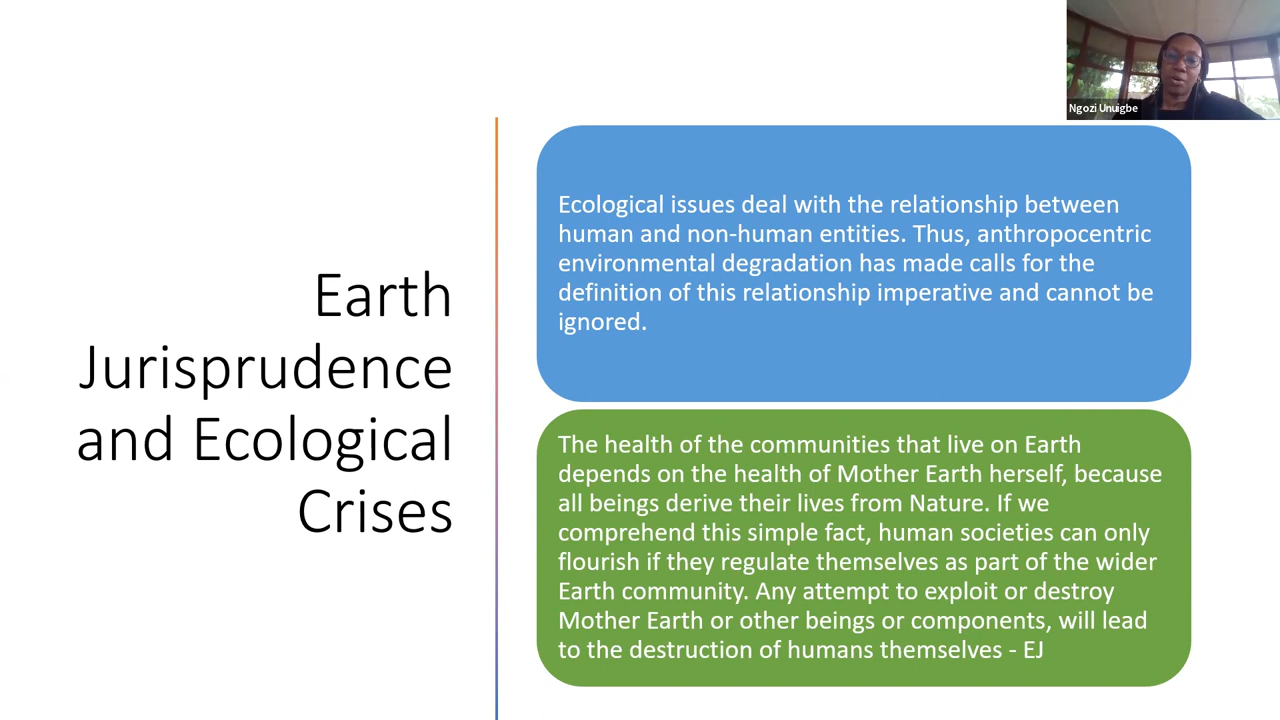 Ngozi Unuigbe
Earth
Jurisprudence
and Ecological
Crises
Ecological issues deal with the relationship between
human and non-human entities. Thus, anthropocentric
environmental degradation has made calls for the
definition of this relationship imperative and cannot be
ignored.
The health of the communities that live on Earth
depends on the health of Mother Earth herself, because
all beings derive their lives from Nature. If we
comprehend this simple fact, human societies can only
flourish if they regulate themselves as part of the wider
Earth community. Any attempt to exploit or destroy
Mother Earth or other beings or components, will lead
to the destruction of humans themselves - EJ